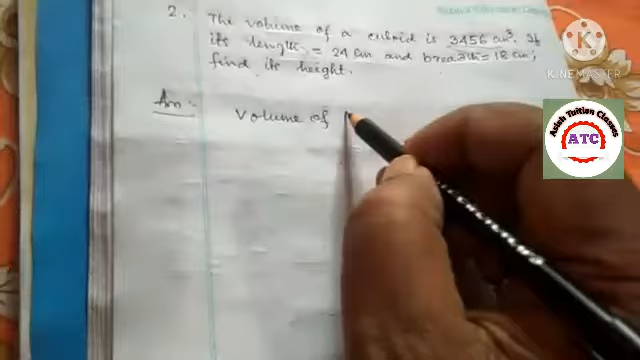 2. The volume of a cuboid is 3456 cm³. If
its length = 24 cm and breadth = 18 cm,
find its height.
Ans :-
Volume of
KINEMASTER
Asish Tuition Classes
ATC